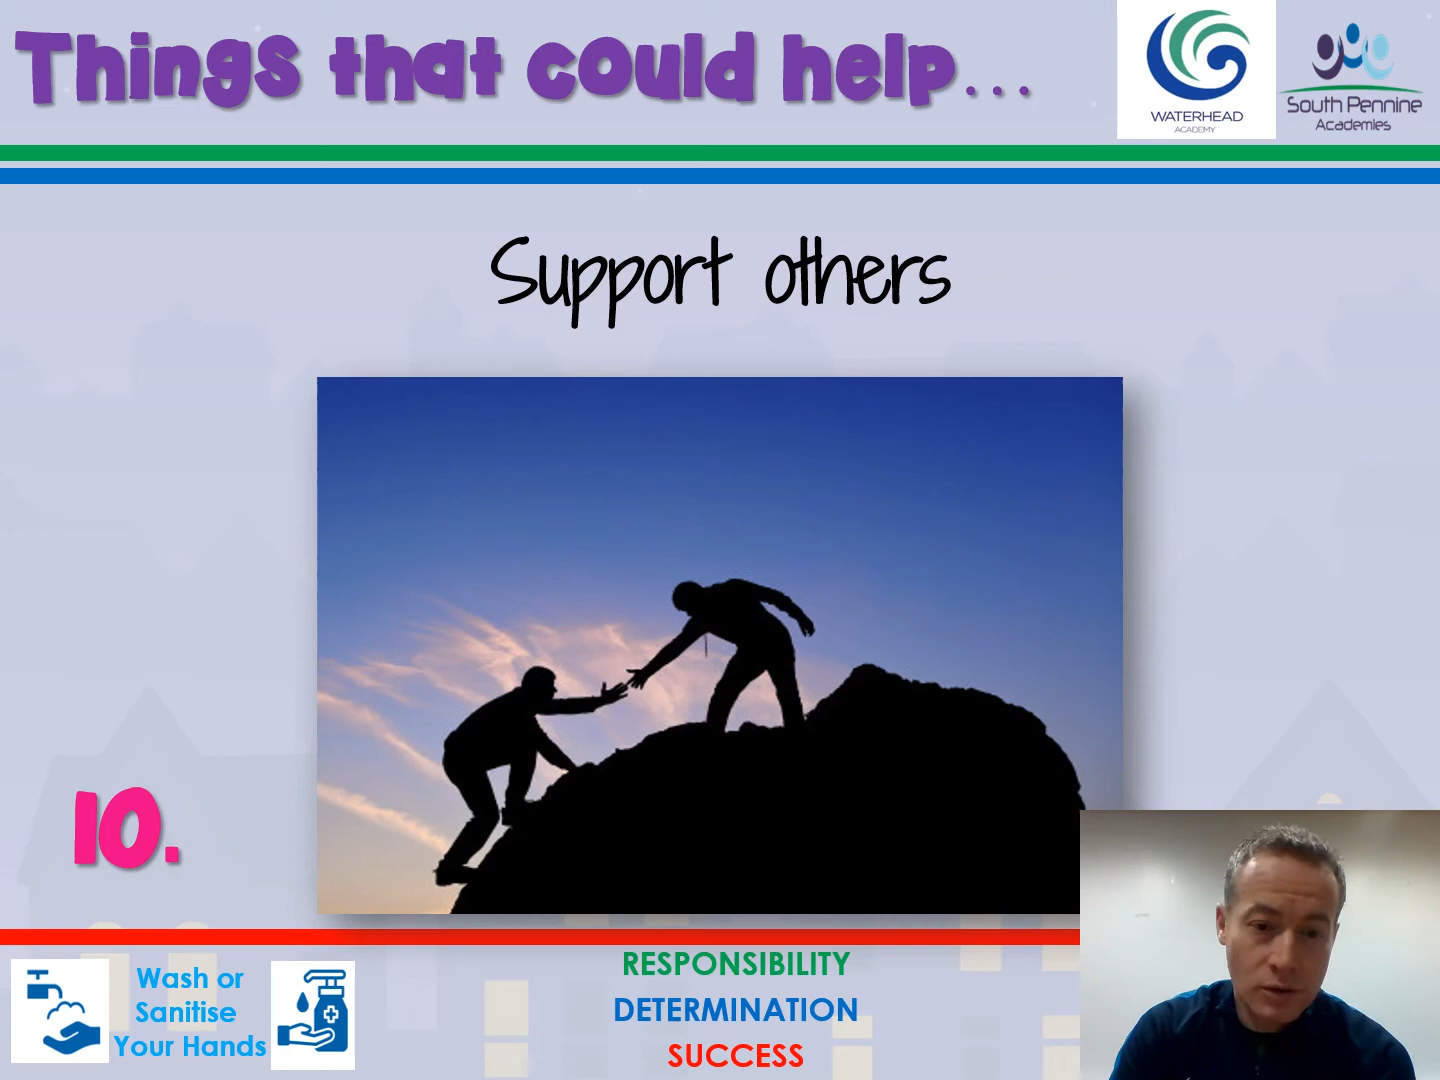 Things that could help...
WATERHEAD
ACADEMY
South Pennine
Academies
Support others
10.
Wash or
Sanitise
Your Hands
RESPONSIBILITY
DETERMINATION
SUCCESS